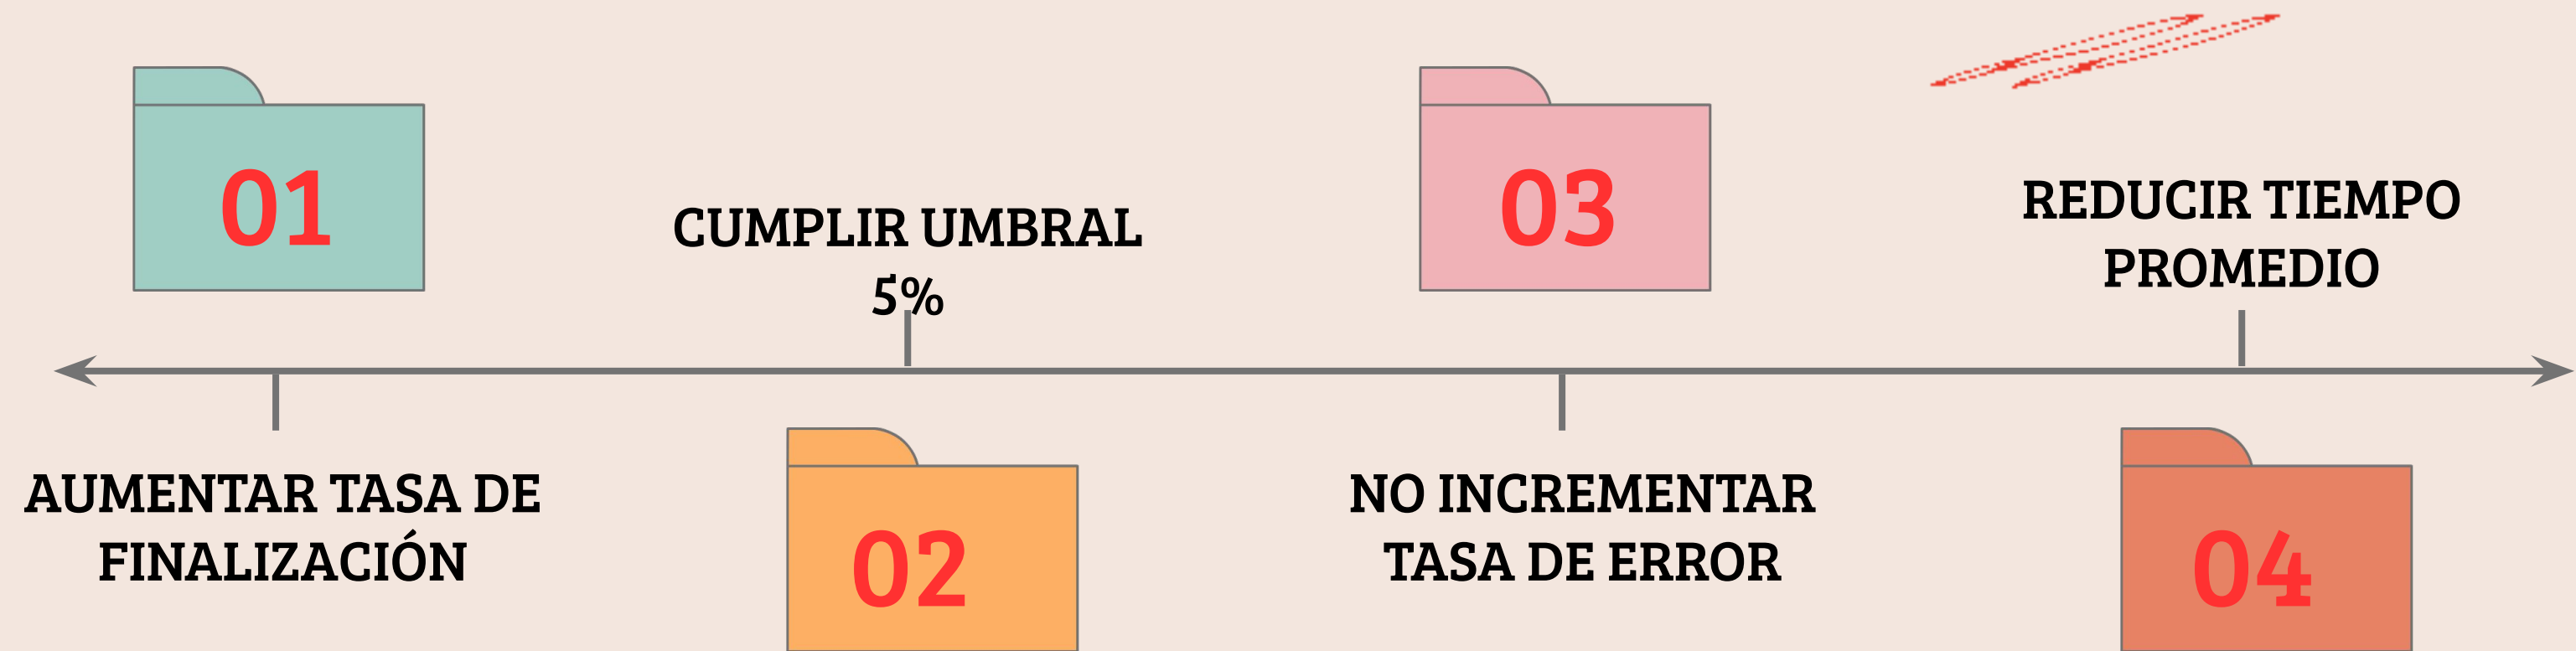 01
AUMENTAR TASA DE
FINALIZACIÓN
CUMPLIR UMBRAL
5%
02
03
NO INCREMENTAR
TASA DE ERROR
REDUCIR TIEMPO
PROMEDIO
04